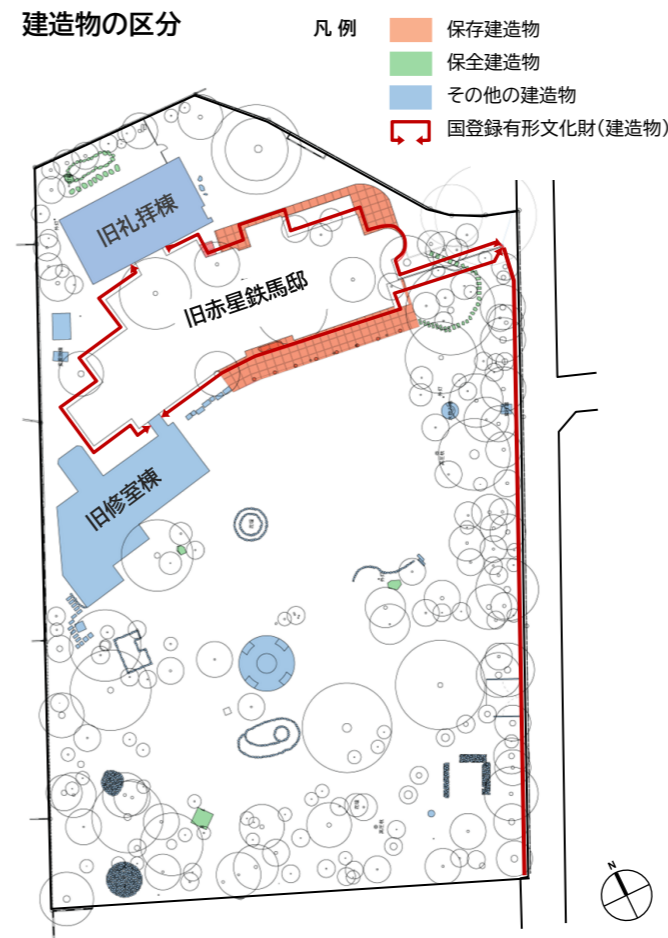 建造物の区分
凡 例
保存建造物
保全建造物
その他の建造物
国登録有形文化財(建造物)
旧礼拝棟
旧赤星鉄馬邸
旧修室棟
N